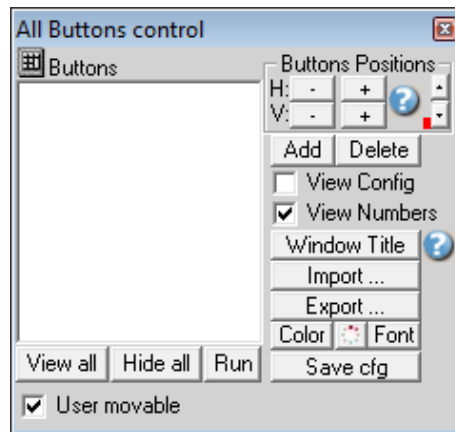 All Buttons control
Buttons
Buttons Positions
H: - +
V: - +
Add Delete
View Config
View Numbers
Window Title
Import ...
Export ...
Color Font
View all Hide all Run Save cfg
User movable